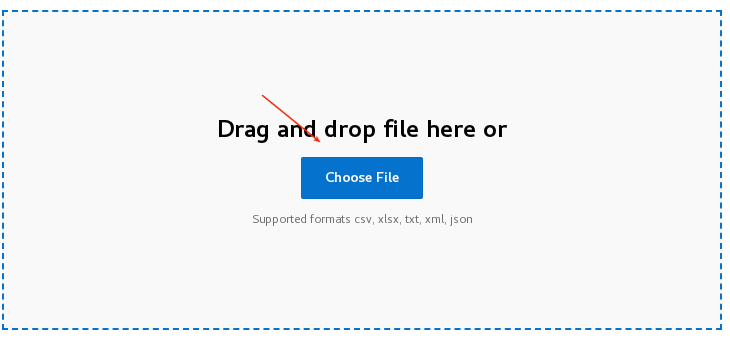 Drag and drop file here or
Choose File
Supported formats csv, xlsx, txt, xml, json